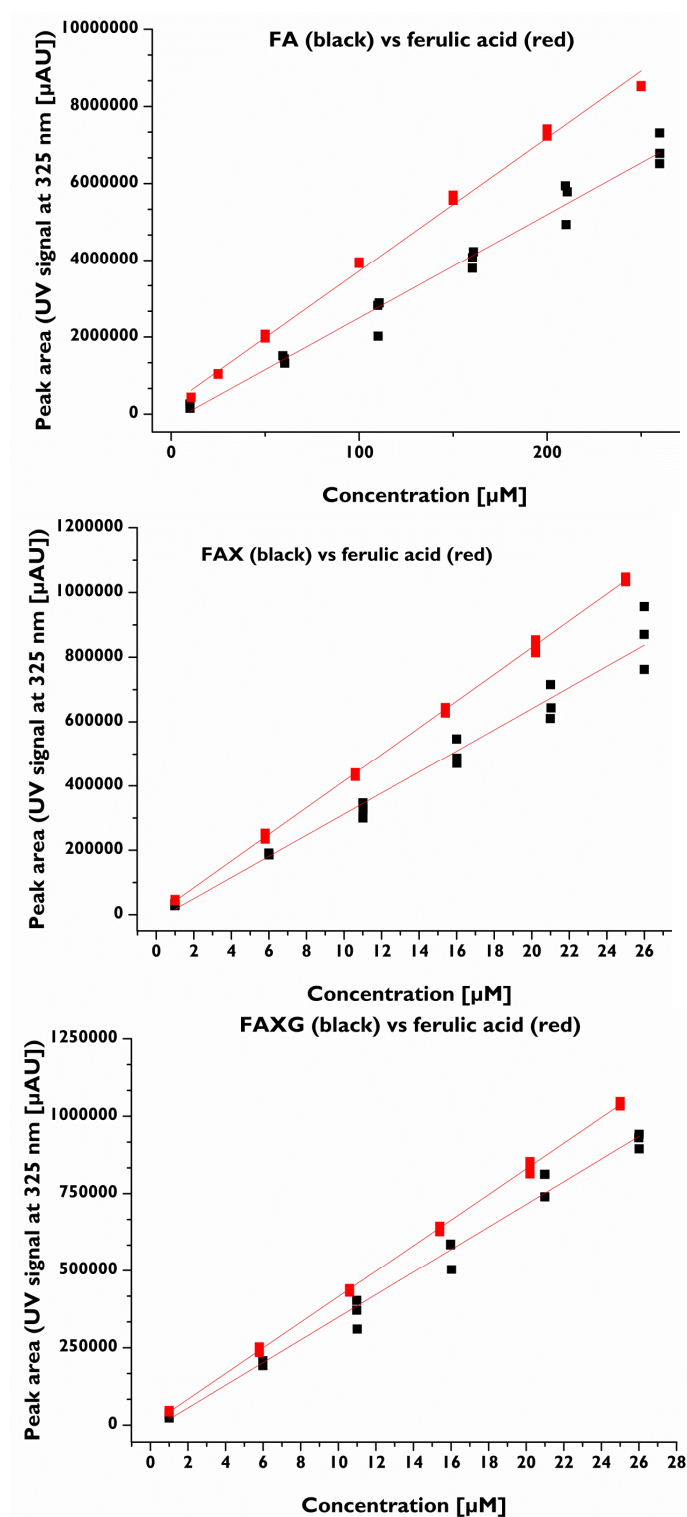 FA (black) vs ferulic acid (red)
Peak area (UV signal at 325 nm [µAU])
10000000
8000000
6000000
4000000
2000000
0
0 100 200
Concentration [µM]
FAX (black) vs ferulic acid (red)
Peak area (UV signal at 325 nm [µAU])
1200000
1000000
800000
600000
400000
200000
0
0 2 4 6 8 10 12 14 16 18 20 22 24 26
Concentration [µM]
FAXG (black) vs ferulic acid (red)
Peak area (UV signal at 325 nm [µAU])
1250000
1000000
750000
500000
250000
0
0 2 4 6 8 10 12 14 16 18 20 22 24 26 28
Concentration [µM]